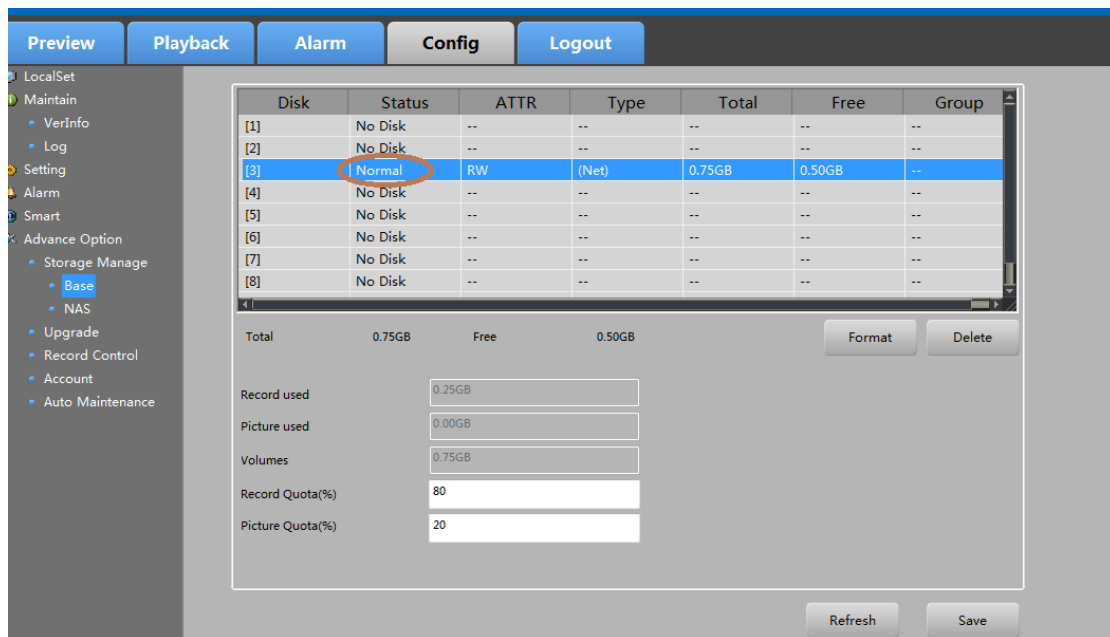 Preview Playback Alarm Config Logout
LocalSet
Maintain
VerInfo
Log
Setting
Alarm
Smart
Advance Option
Storage Manage
Base
NAS
Upgrade
Record Control
Account
Auto Maintenance
Disk Status ATTR Type Total Free Group
[1] No Disk -- -- -- -- --
[2] No Disk -- -- -- -- --
[3] Normal RW (Net) 0.75GB 0.50GB --
[4] No Disk -- -- -- -- --
[5] No Disk -- -- -- -- --
[6] No Disk -- -- -- -- --
[7] No Disk -- -- -- -- --
[8] No Disk -- -- -- -- --
Total 0.75GB Free 0.50GB Format Delete
Record used 0.25GB
Picture used 0.00GB
Volumes 0.75GB
Record Quota(%) 80
Picture Quota(%) 20
Refresh Save